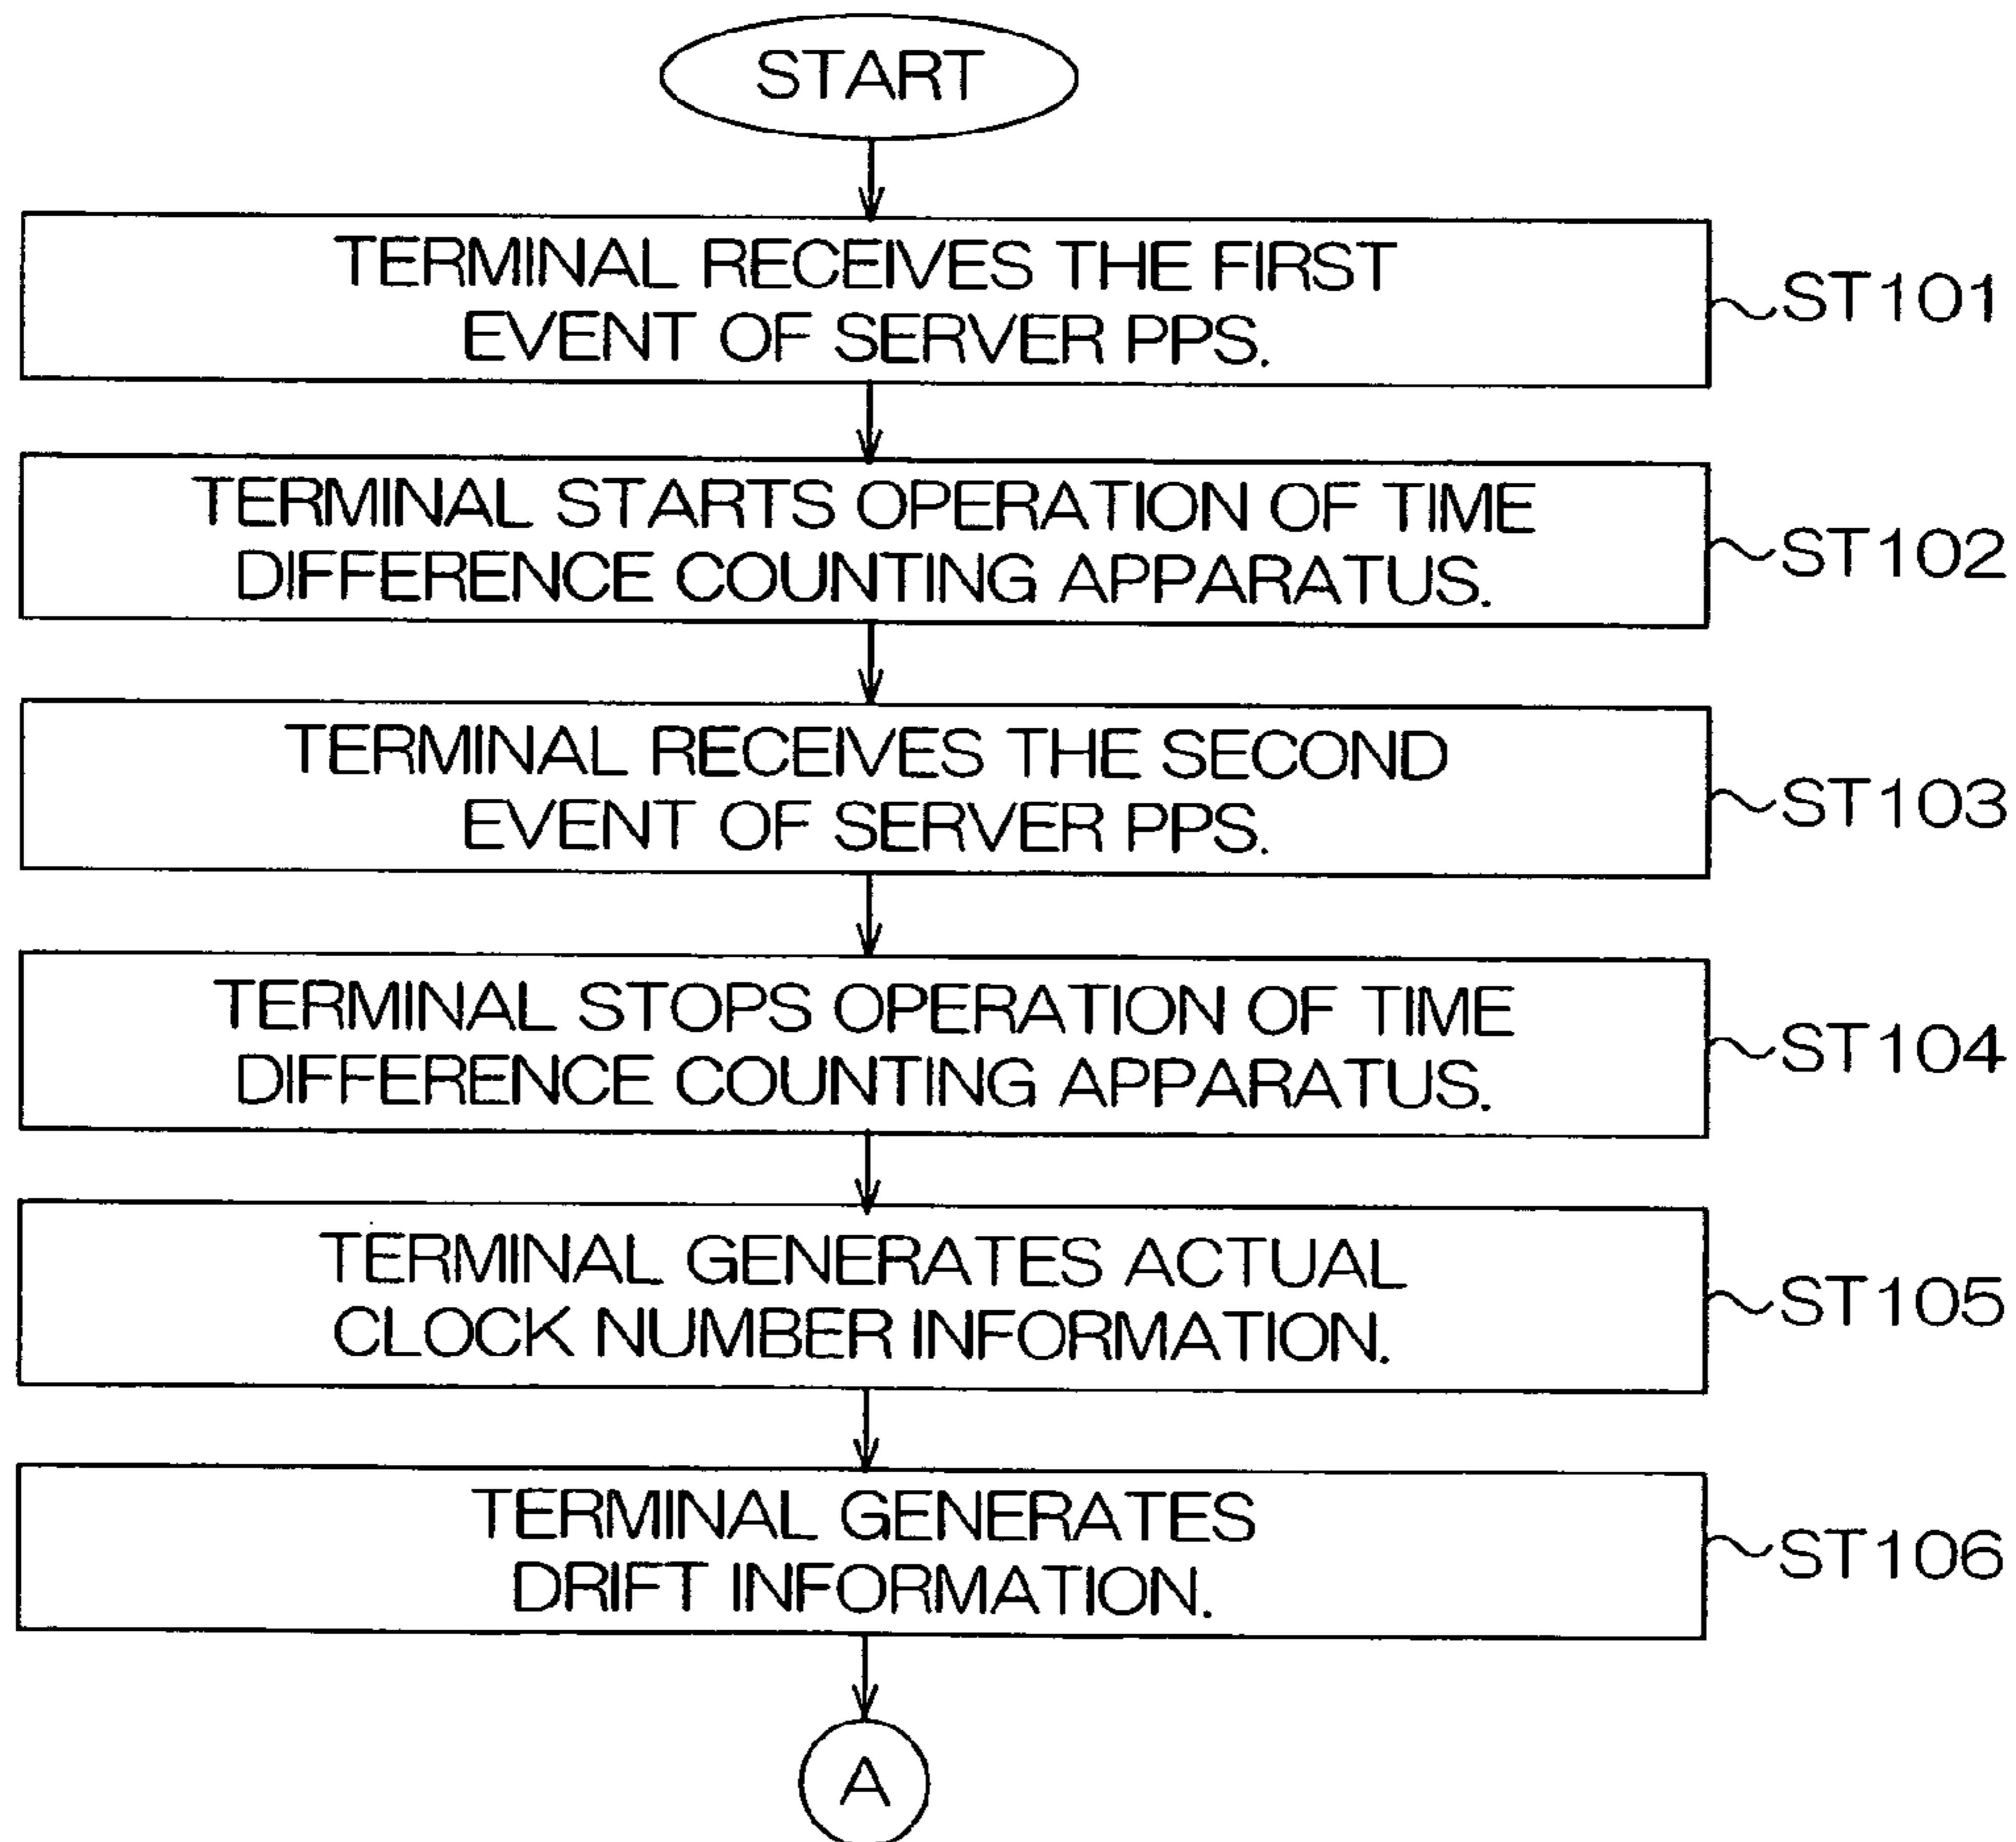 START
TERMINAL RECEIVES THE FIRST
EVENT OF SERVER PPS.
ST101
TERMINAL STARTS OPERATION OF TIME
DIFFERENCE COUNTING APPARATUS.
ST102
TERMINAL RECEIVES THE SECOND
EVENT OF SERVER PPS.
ST103
TERMINAL STOPS OPERATION OF TIME
DIFFERENCE COUNTING APPARATUS.
ST104
TERMINAL GENERATES ACTUAL
CLOCK NUMBER INFORMATION.
ST105
TERMINAL GENERATES
DRIFT INFORMATION.
ST106
A